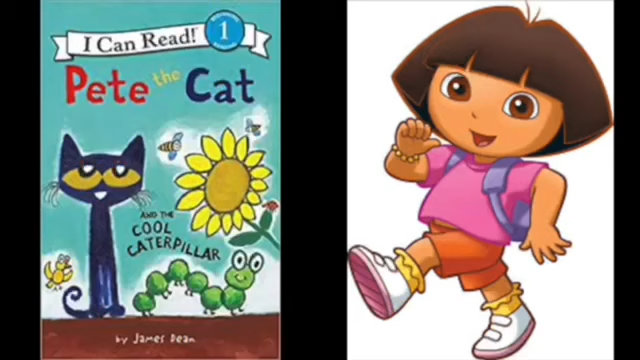 I Can Read!
1
Pete the Cat
AND THE
COOL
CATERPILLAR
by James Dean